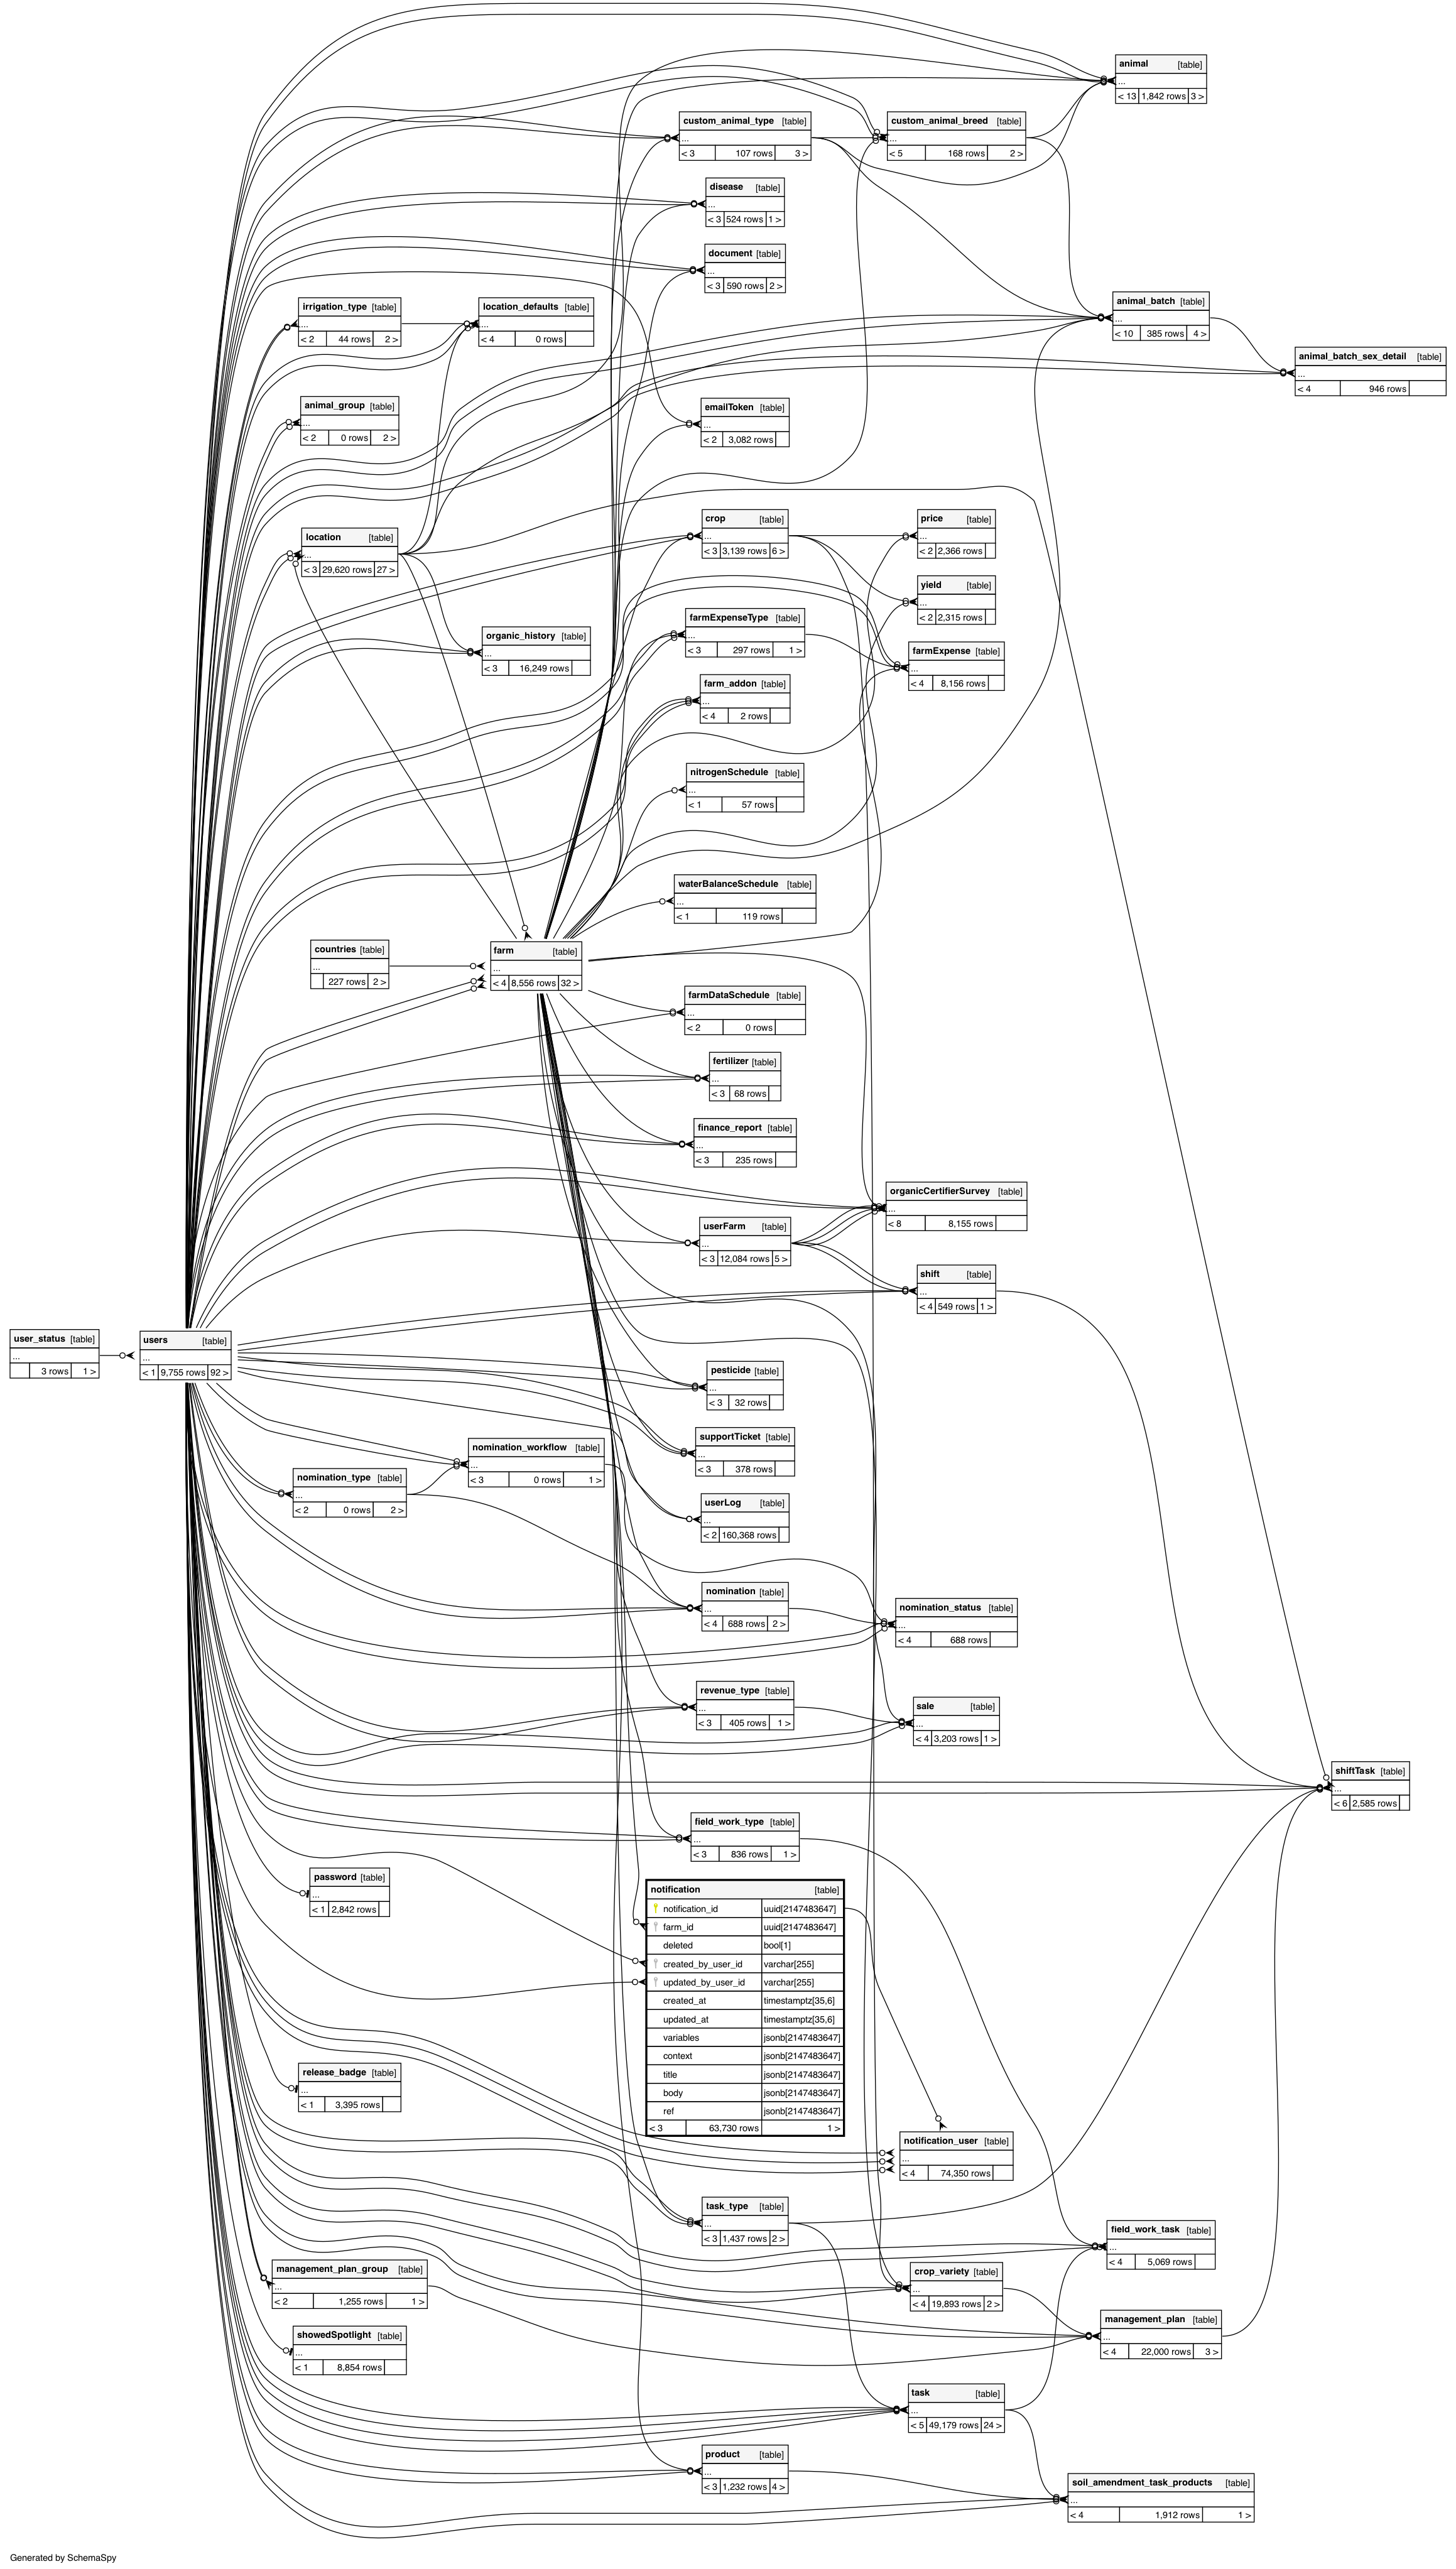 animal [table]
...
< 13 1,842 rows 3 >
custom_animal_type [table]
...
< 3 107 rows 3 >
custom_animal_breed [table]
...
< 5 168 rows 2 >
disease [table]
...
< 3 524 rows 1 >
document [table]
...
< 3 590 rows 2 >
irrigation_type [table]
...
< 2 44 rows 2 >
location_defaults [table]
...
< 4 0 rows
animal_batch [table]
...
< 10 385 rows 4 >
animal_batch_sex_detail [table]
...
< 4 946 rows
animal_group [table]
...
< 2 0 rows 2 >
emailToken [table]
...
< 2 3,082 rows
location [table]
...
< 3 29,620 rows 27 >
crop [table]
...
< 3 3,139 rows 6 >
price [table]
...
< 2 2,366 rows
yield [table]
...
< 2 2,315 rows
organic_history [table]
...
< 3 16,249 rows
farmExpenseType [table]
...
< 3 297 rows 1 >
farmExpense [table]
...
< 4 8,156 rows
farm_addon [table]
...
< 4 2 rows
nitrogenSchedule [table]
...
< 1 57 rows
waterBalanceSchedule [table]
...
< 1 119 rows
countries [table]
...
227 rows 2 >
farm [table]
...
< 4 8,556 rows 32 >
farmDataSchedule [table]
...
< 2 0 rows
fertilizer [table]
...
< 3 68 rows
finance_report [table]
...
< 3 235 rows
organicCertifierSurvey [table]
...
< 8 8,155 rows
userFarm [table]
...
< 3 12,084 rows 5 >
shift [table]
...
< 4 549 rows 1 >
user_status [table]
...
3 rows 1 >
users [table]
...
< 1 9,755 rows 92 >
pesticide [table]
...
< 3 32 rows
supportTicket [table]
...
< 3 378 rows
nomination_workflow [table]
...
< 3 0 rows 1 >
nomination_type [table]
...
< 2 0 rows 2 >
userLog [table]
...
< 2 160,368 rows
nomination [table]
...
< 4 688 rows 2 >
nomination_status [table]
...
< 4 688 rows
revenue_type [table]
...
< 3 405 rows 1 >
sale [table]
...
< 4 3,203 rows 1 >
shiftTask [table]
...
< 6 2,585 rows
field_work_type [table]
...
< 3 836 rows 1 >
password [table]
...
< 1 2,842 rows
notification [table]
notification_id uuid[2147483647]
farm_id uuid[2147483647]
deleted bool[1]
created_by_user_id varchar[255]
updated_by_user_id varchar[255]
created_at timestamptz[35,6]
updated_at timestamptz[35,6]
variables jsonb[2147483647]
context jsonb[2147483647]
title jsonb[2147483647]
body jsonb[2147483647]
ref jsonb[2147483647]
< 3 63,730 rows 1 >
release_badge [table]
...
< 1 3,395 rows
notification_user [table]
...
< 4 74,350 rows
task_type [table]
...
< 3 1,437 rows 2 >
field_work_task [table]
...
< 4 5,069 rows
management_plan_group [table]
...
< 2 1,255 rows 1 >
crop_variety [table]
...
< 4 19,893 rows 2 >
management_plan [table]
...
< 4 22,000 rows 3 >
showedSpotlight [table]
...
< 1 8,854 rows
task [table]
...
< 5 49,179 rows 24 >
product [table]
...
< 3 1,232 rows 4 >
soil_amendment_task_products [table]
...
< 4 1,912 rows 1 >
Generated by SchemaSpy